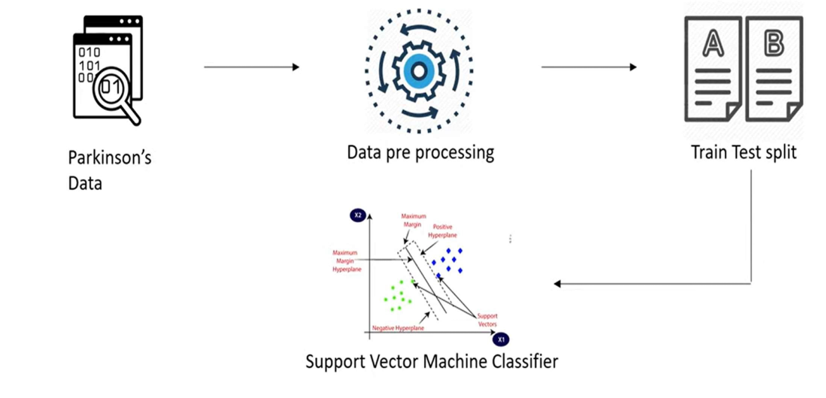 010
101
00
01
A
B
Parkinson's
Data
Data pre processing
Train Test split
X2
Maximum
Margin
Positive
Hyperplane
Maximum
Margin
Hyperplane
Support
Vectors
Negative Hyperplane
X1
Support Vector Machine Classifier